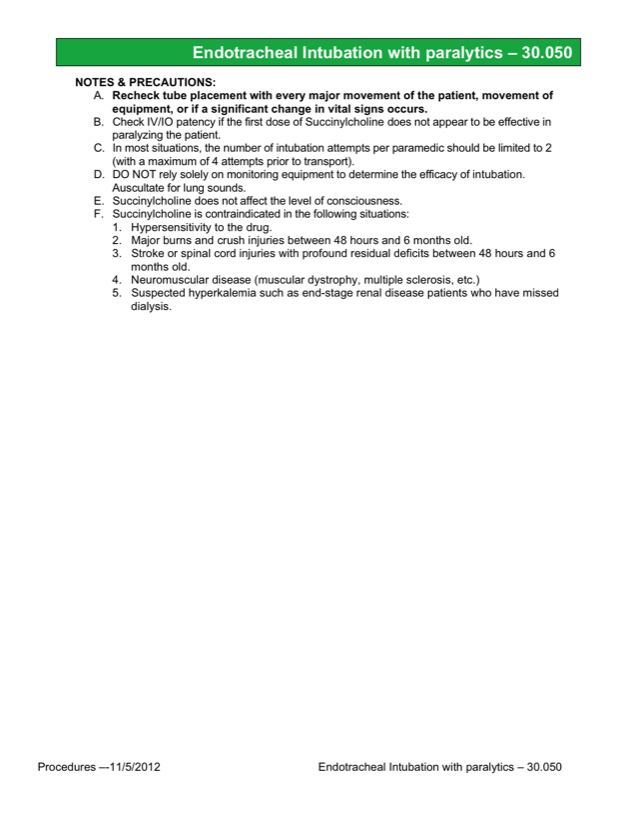 Endotracheal Intubation with paralytics – 30.050
NOTES & PRECAUTIONS:
A. Recheck tube placement with every major movement of the patient, movement of
equipment, or if a significant change in vital signs occurs.
B. Check IV/IO patency if the first dose of Succinylcholine does not appear to be effective in
paralyzing the patient.
C. In most situations, the number of intubation attempts per paramedic should be limited to 2
(with a maximum of 4 attempts prior to transport).
D. DO NOT rely solely on monitoring equipment to determine the efficacy of intubation.
Auscultate for lung sounds.
E. Succinylcholine does not affect the level of consciousness.
F. Succinylcholine is contraindicated in the following situations:
1. Hypersensitivity to the drug.
2. Major burns and crush injuries between 48 hours and 6 months old.
3. Stroke or spinal cord injuries with profound residual deficits between 48 hours and 6
months old.
4. Neuromuscular disease (muscular dystrophy, multiple sclerosis, etc.)
5. Suspected hyperkalemia such as end-stage renal disease patients who have missed
dialysis.
Procedures –-11/5/2012 Endotracheal Intubation with paralytics – 30.050